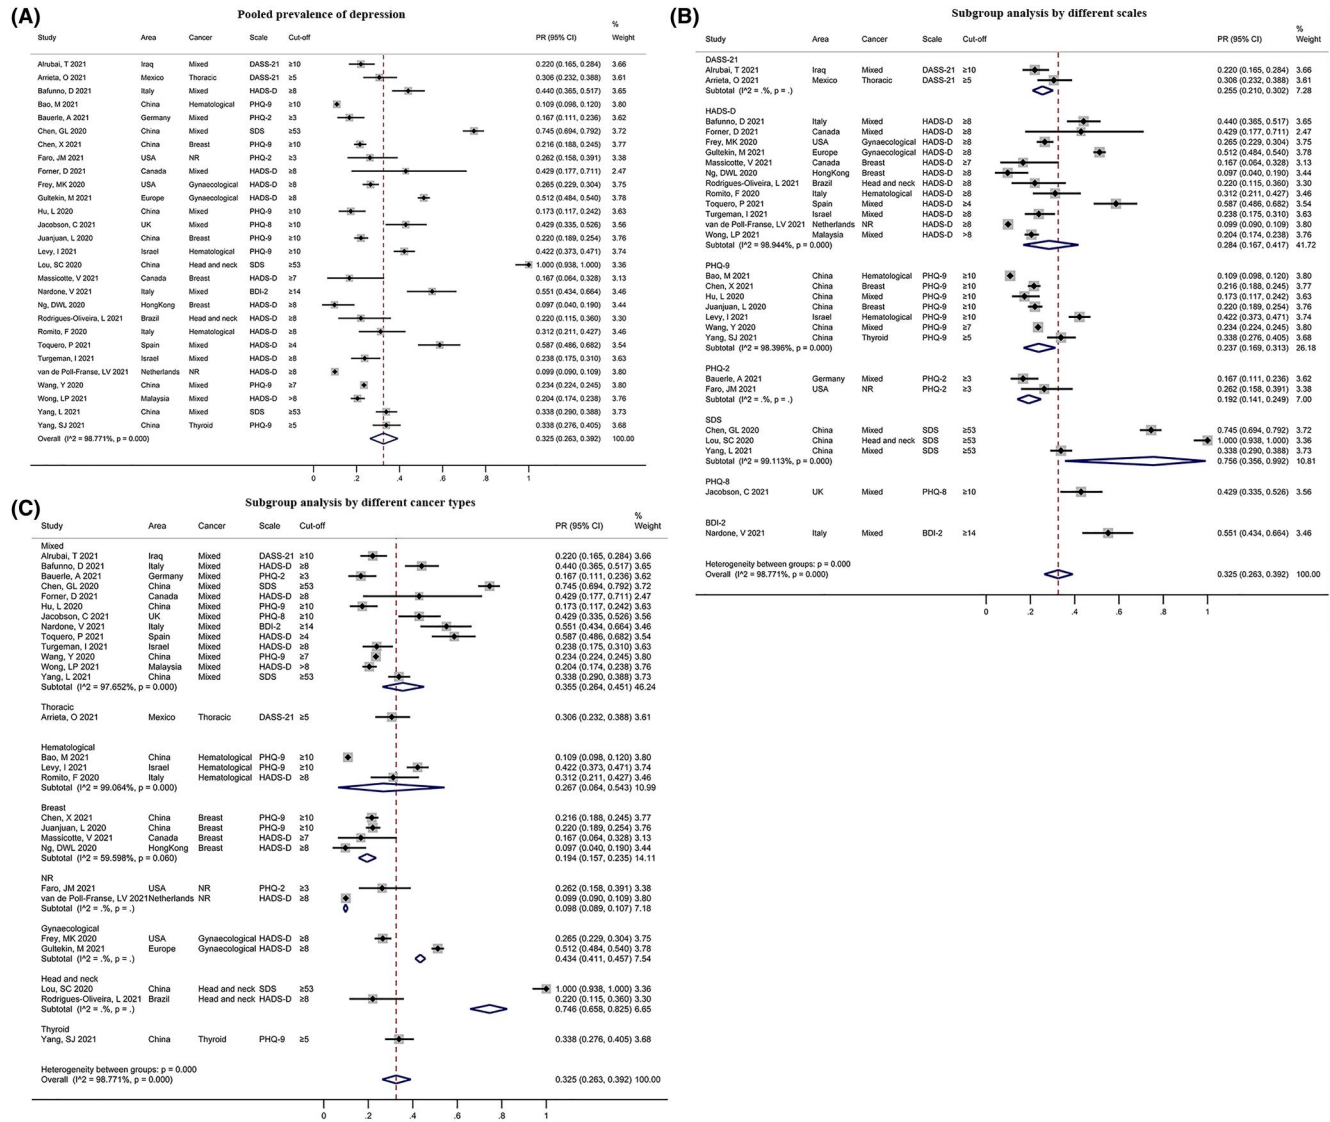 (A)
Pooled prevalence of depression
%
Study Area Cancer Scale Cut-off PR (95% CI) Weight
Alrubai, T 2021 Iraq Mixed DASS-21 ≥10 0.220 (0.165, 0.284) 3.66
Arrieta, O 2021 Mexico Thoracic DASS-21 ≥5 0.306 (0.232, 0.388) 3.61
Bafunno, D 2021 Italy Mixed HADS-D ≥8 0.440 (0.365, 0.517) 3.65
Bao, M 2021 China Hematological PHQ-9 ≥10 0.109 (0.098, 0.120) 3.80
Bauerle, A 2021 Germany Mixed PHQ-2 ≥3 0.167 (0.111, 0.236) 3.62
Chen, GL 2020 China Mixed SDS ≥53 0.745 (0.694, 0.792) 3.72
Chen, X 2021 China Breast PHQ-9 ≥10 0.216 (0.188, 0.245) 3.77
Faro, JM 2021 USA NR PHQ-2 ≥3 0.262 (0.158, 0.391) 3.38
Forner, D 2021 Canada Mixed HADS-D ≥8 0.429 (0.177, 0.711) 2.47
Frey, MK 2020 USA Gynaecological HADS-D ≥8 0.265 (0.229, 0.304) 3.75
Gultekin, M 2021 Europe Gynaecological HADS-D ≥8 0.512 (0.484, 0.540) 3.78
Hu, L 2020 China Mixed PHQ-9 ≥10 0.173 (0.117, 0.242) 3.63
Jacobson, C 2021 UK Mixed PHQ-8 ≥10 0.429 (0.335, 0.526) 3.56
Juanjuan, L 2020 China Breast PHQ-9 ≥10 0.220 (0.189, 0.254) 3.76
Levy, I 2021 Israel Hematological PHQ-9 ≥10 0.422 (0.373, 0.471) 3.74
Lou, SC 2020 China Head and neck SDS ≥53 1.000 (0.938, 1.000) 3.36
Massicotte, V 2021 Canada Breast HADS-D ≥7 0.167 (0.064, 0.328) 3.13
Nardone, V 2021 Italy Mixed BDI-2 ≥14 0.551 (0.434, 0.664) 3.46
Ng, DWL 2020 HongKong Breast HADS-D ≥8 0.097 (0.040, 0.190) 3.44
Rodrigues-Oliveira, L 2021 Brazil Head and neck HADS-D ≥8 0.220 (0.115, 0.360) 3.30
Romito, F 2020 Italy Hematological HADS-D ≥8 0.312 (0.211, 0.427) 3.46
Toquero, P 2021 Spain Mixed HADS-D ≥4 0.587 (0.486, 0.682) 3.54
Turgeman, I 2021 Israel Mixed HADS-D ≥8 0.238 (0.175, 0.310) 3.63
van de Poll-Franse, LV 2021 Netherlands NR HADS-D ≥8 0.099 (0.090, 0.109) 3.80
Wang, Y 2020 China Mixed PHQ-9 ≥7 0.234 (0.224, 0.245) 3.80
Wong, LP 2021 Malaysia Mixed HADS-D >8 0.204 (0.174, 0.238) 3.76
Yang, L 2021 China Mixed SDS ≥53 0.338 (0.290, 0.388) 3.73
Yang, SJ 2021 China Thyroid PHQ-9 ≥5 0.338 (0.276, 0.405) 3.68
Overall (I^2 = 98.771%, p = 0.000) 0.325 (0.263, 0.392) 100.00
0 .2 .4 .6 .8 1
(B)
Subgroup analysis by different scales
%
Study Area Cancer Scale Cut-off PR (95% CI) Weight
DASS-21
Alrubai, T 2021 Iraq Mixed DASS-21 ≥10 0.220 (0.165, 0.284) 3.66
Arrieta, O 2021 Mexico Thoracic DASS-21 ≥5 0.306 (0.232, 0.388) 3.61
Subtotal (I^2 = .%, p = .) 0.255 (0.210, 0.302) 7.28
HADS-D
Bafunno, D 2021 Italy Mixed HADS-D ≥8 0.440 (0.365, 0.517) 3.65
Forner, D 2021 Canada Mixed HADS-D ≥8 0.429 (0.177, 0.711) 2.47
Frey, MK 2020 USA Gynaecological HADS-D ≥8 0.265 (0.229, 0.304) 3.75
Gultekin, M 2021 Europe Gynaecological HADS-D ≥8 0.512 (0.484, 0.540) 3.78
Massicotte, V 2021 Canada Breast HADS-D ≥7 0.167 (0.064, 0.328) 3.13
Ng, DWL 2020 HongKong Breast HADS-D ≥8 0.097 (0.040, 0.190) 3.44
Rodrigues-Oliveira, L 2021 Brazil Head and neck HADS-D ≥8 0.220 (0.115, 0.360) 3.30
Romito, F 2020 Italy Hematological HADS-D ≥8 0.312 (0.211, 0.427) 3.46
Toquero, P 2021 Spain Mixed HADS-D ≥4 0.587 (0.486, 0.682) 3.54
Turgeman, I 2021 Israel Mixed HADS-D ≥8 0.238 (0.175, 0.310) 3.63
van de Poll-Franse, LV 2021 Netherlands NR HADS-D ≥8 0.099 (0.090, 0.109) 3.80
Wong, LP 2021 Malaysia Mixed HADS-D >8 0.204 (0.174, 0.238) 3.76
Subtotal (I^2 = 98.944%, p = 0.000) 0.284 (0.167, 0.417) 41.72
PHQ-9
Bao, M 2021 China Hematological PHQ-9 ≥10 0.109 (0.098, 0.120) 3.80
Chen, X 2021 China Breast PHQ-9 ≥10 0.216 (0.188, 0.245) 3.77
Hu, L 2020 China Mixed PHQ-9 ≥10 0.173 (0.117, 0.242) 3.63
Juanjuan, L 2020 China Breast PHQ-9 ≥10 0.220 (0.189, 0.254) 3.76
Levy, I 2021 Israel Hematological PHQ-9 ≥10 0.422 (0.373, 0.471) 3.74
Wang, Y 2020 China Mixed PHQ-9 ≥7 0.234 (0.224, 0.245) 3.80
Yang, SJ 2021 China Thyroid PHQ-9 ≥5 0.338 (0.276, 0.405) 3.68
Subtotal (I^2 = 98.396%, p = 0.000) 0.237 (0.169, 0.313) 26.18
PHQ-2
Bauerle, A 2021 Germany Mixed PHQ-2 ≥3 0.167 (0.111, 0.236) 3.62
Faro, JM 2021 USA NR PHQ-2 ≥3 0.262 (0.158, 0.391) 3.38
Subtotal (I^2 = .%, p = .) 0.192 (0.141, 0.249) 7.00
SDS
Chen, GL 2020 China Mixed SDS ≥53 0.745 (0.694, 0.792) 3.72
Lou, SC 2020 China Head and neck SDS ≥53 1.000 (0.938, 1.000) 3.36
Yang, L 2021 China Mixed SDS ≥53 0.338 (0.290, 0.388) 3.73
Subtotal (I^2 = 99.113%, p = 0.000) 0.756 (0.356, 0.992) 10.81
PHQ-8
Jacobson, C 2021 UK Mixed PHQ-8 ≥10 0.429 (0.335, 0.526) 3.56
BDI-2
Nardone, V 2021 Italy Mixed BDI-2 ≥14 0.551 (0.434, 0.664) 3.46
Heterogeneity between groups: p = 0.000
Overall (I^2 = 98.771%, p = 0.000) 0.325 (0.263, 0.392) 100.00
0 .2 .4 .6 .8 1
(C)
Subgroup analysis by different cancer types
%
Study Area Cancer Scale Cut-off PR (95% CI) Weight
Mixed
Alrubai, T 2021 Iraq Mixed DASS-21 ≥10 0.220 (0.165, 0.284) 3.66
Bafunno, D 2021 Italy Mixed HADS-D ≥8 0.440 (0.365, 0.517) 3.65
Bauerle, A 2021 Germany Mixed PHQ-2 ≥3 0.167 (0.111, 0.236) 3.62
Chen, GL 2020 China Mixed SDS ≥53 0.745 (0.694, 0.792) 3.72
Forner, D 2021 Canada Mixed HADS-D ≥8 0.429 (0.177, 0.711) 2.47
Hu, L 2020 China Mixed PHQ-9 ≥10 0.173 (0.117, 0.242) 3.63
Jacobson, C 2021 UK Mixed PHQ-8 ≥10 0.429 (0.335, 0.526) 3.56
Nardone, V 2021 Italy Mixed BDI-2 ≥14 0.551 (0.434, 0.664) 3.46
Toquero, P 2021 Spain Mixed HADS-D ≥4 0.587 (0.486, 0.682) 3.54
Turgeman, I 2021 Israel Mixed HADS-D ≥8 0.238 (0.175, 0.310) 3.63
Wang, Y 2020 China Mixed PHQ-9 ≥7 0.234 (0.224, 0.245) 3.80
Wong, LP 2021 Malaysia Mixed HADS-D >8 0.204 (0.174, 0.238) 3.76
Yang, L 2021 China Mixed SDS ≥53 0.338 (0.290, 0.388) 3.73
Subtotal (I^2 = 97.652%, p = 0.000) 0.355 (0.264, 0.451) 46.24
Thoracic
Arrieta, O 2021 Mexico Thoracic DASS-21 ≥5 0.306 (0.232, 0.388) 3.61
Hematological
Bao, M 2021 China Hematological PHQ-9 ≥10 0.109 (0.098, 0.120) 3.80
Levy, I 2021 Israel Hematological PHQ-9 ≥10 0.422 (0.373, 0.471) 3.74
Romito, F 2020 Italy Hematological HADS-D ≥8 0.312 (0.211, 0.427) 3.46
Subtotal (I^2 = 99.064%, p = 0.000) 0.267 (0.064, 0.543) 10.99
Breast
Chen, X 2021 China Breast PHQ-9 ≥10 0.216 (0.188, 0.245) 3.77
Juanjuan, L 2020 China Breast PHQ-9 ≥10 0.220 (0.189, 0.254) 3.76
Massicotte, V 2021 Canada Breast HADS-D ≥7 0.167 (0.064, 0.328) 3.13
Ng, DWL 2020 HongKong Breast HADS-D ≥8 0.097 (0.040, 0.190) 3.44
Subtotal (I^2 = 59.598%, p = 0.060) 0.194 (0.157, 0.235) 14.11
NR
Faro, JM 2021 USA NR PHQ-2 ≥3 0.262 (0.158, 0.391) 3.38
van de Poll-Franse, LV 2021 Netherlands NR HADS-D ≥8 0.099 (0.090, 0.109) 3.80
Subtotal (I^2 = .%, p = .) 0.098 (0.089, 0.107) 7.18
Gynaecological
Frey, MK 2020 USA Gynaecological HADS-D ≥8 0.265 (0.229, 0.304) 3.75
Gultekin, M 2021 Europe Gynaecological HADS-D ≥8 0.512 (0.484, 0.540) 3.78
Subtotal (I^2 = .%, p = .) 0.434 (0.411, 0.457) 7.54
Head and neck
Lou, SC 2020 China Head and neck SDS ≥53 1.000 (0.938, 1.000) 3.36
Rodrigues-Oliveira, L 2021 Brazil Head and neck HADS-D ≥8 0.220 (0.115, 0.360) 3.30
Subtotal (I^2 = .%, p = .) 0.746 (0.658, 0.825) 6.65
Thyroid
Yang, SJ 2021 China Thyroid PHQ-9 ≥5 0.338 (0.276, 0.405) 3.68
Heterogeneity between groups: p = 0.000
Overall (I^2 = 98.771%, p = 0.000) 0.325 (0.263, 0.392) 100.00
0 .2 .4 .6 .8 1